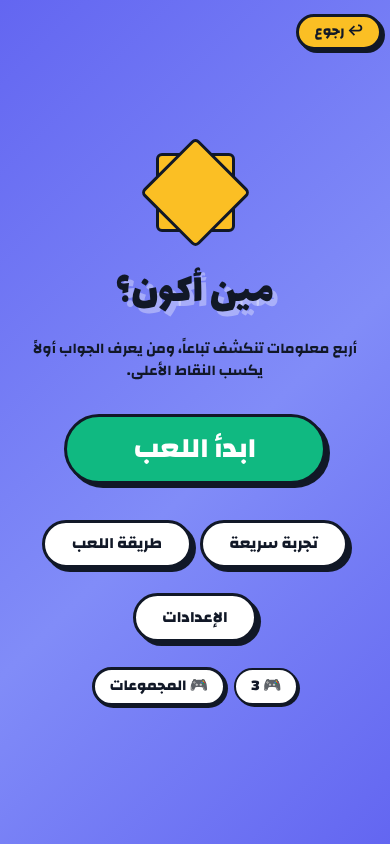 ↩ رجوع
مين أكون؟
أربع معلومات تنكشف تباعاً، ومن يعرف الجواب أولاً
يكسب النقاط الأعلى.
ابدأ اللعب
تجربة سريعة
طريقة اللعب
الإعدادات
🎮 3
🎮 المجموعات